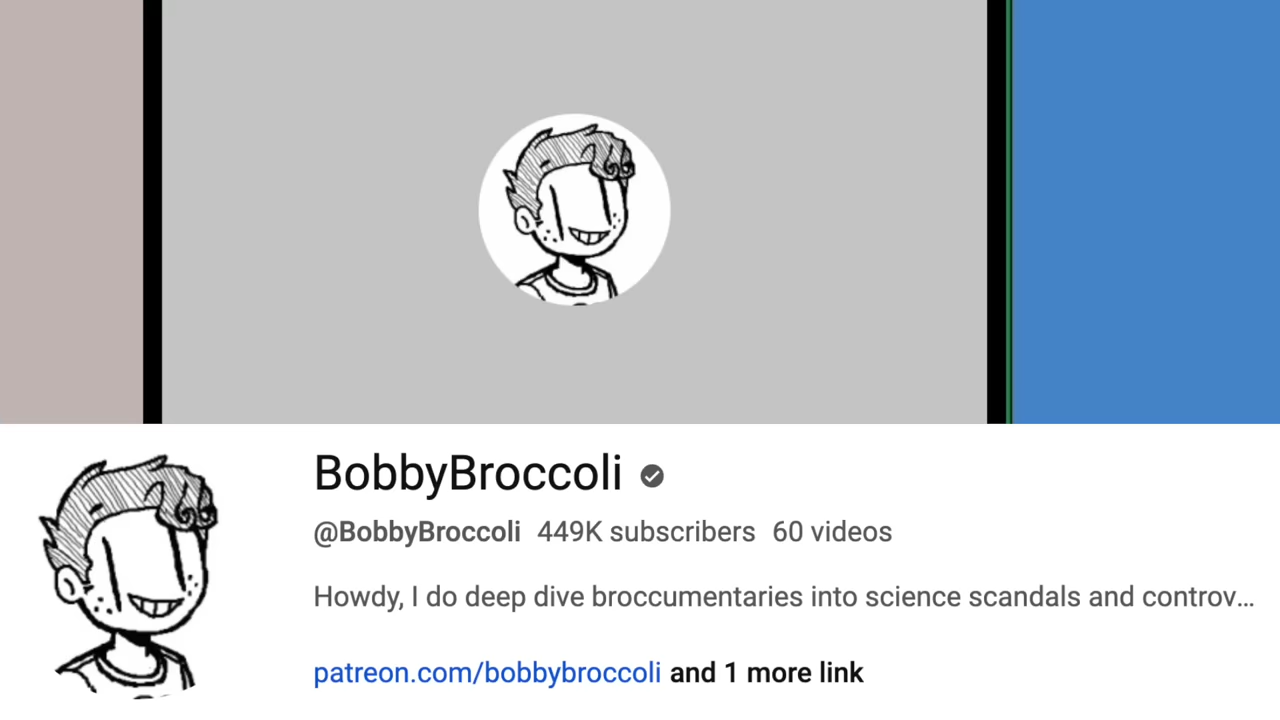 BobbyBroccoli
@BobbyBroccoli 449K subscribers 60 videos
Howdy, I do deep dive broccumentaries into science scandals and controv...
patreon.com/bobbybroccoli and 1 more link